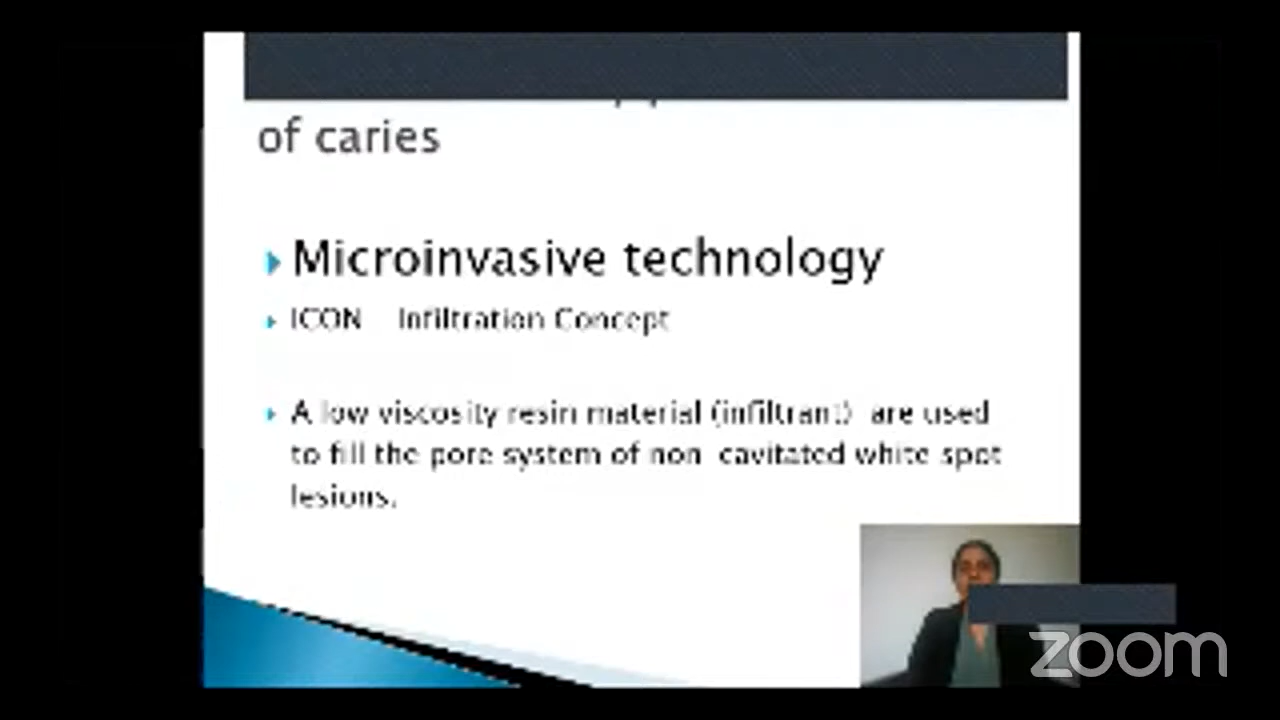 of caries
Microinvasive technology
ICON Infiltration Concept
A low viscosity resin material (infiltrant) are used
to fill the pore system of non cavitated white spot
lesions.
zoom